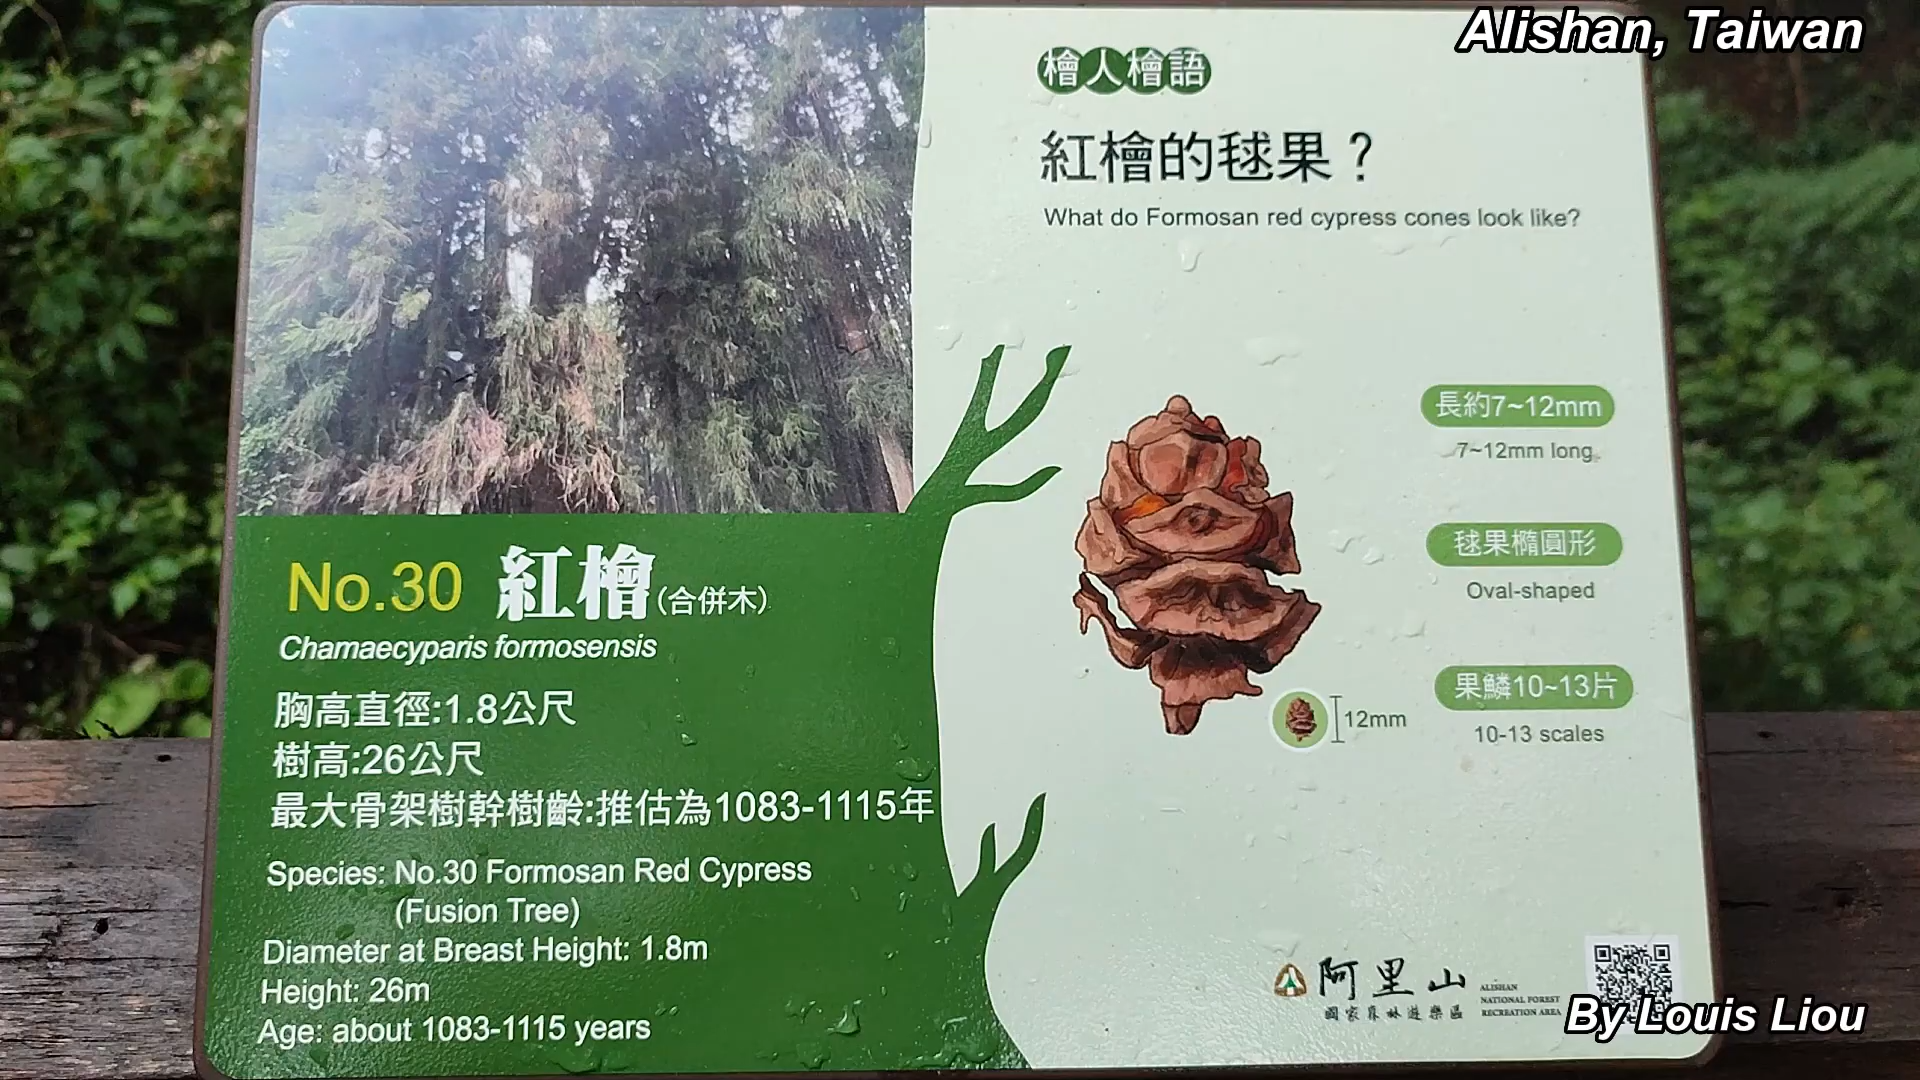 Alishan, Taiwan
檜人檜語
紅檜的毬果？
What do Formosan red cypress cones look like?
長約7~12mm
7~12mm long
毬果橢圓形
Oval-shaped
果鱗10~13片
10-13 scales
12mm
No.30 紅檜(合併木)
Chamaecyparis formosensis
胸高直徑:1.8公尺
樹高:26公尺
最大骨架樹幹樹齡:推估為1083-1115年
Species: No.30 Formosan Red Cypress
(Fusion Tree)
Diameter at Breast Height: 1.8m
Height: 26m
Age: about 1083-1115 years
阿里山
國家森林遊樂區
ALISHAN
NATIONAL FOREST
RECREATION AREA
By Louis Liou